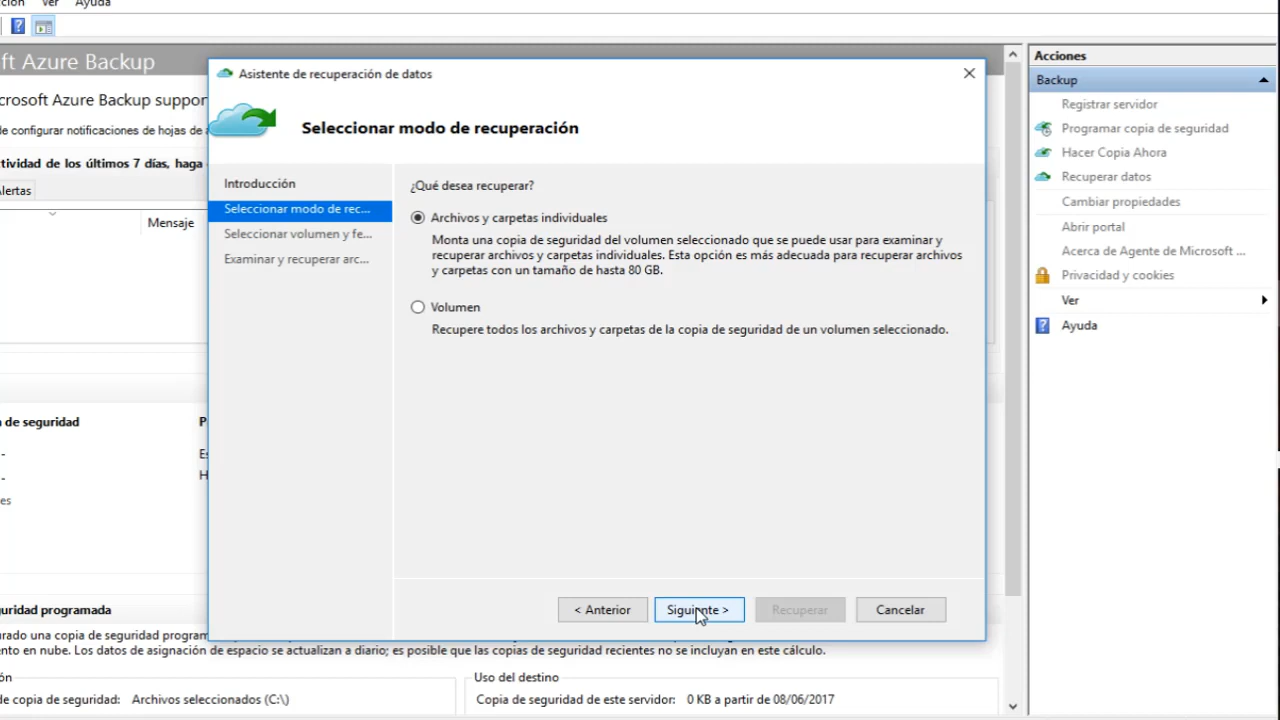 Ver
Ayuda
ft Azure Backup
crosoft Azure Backup suppor
de configurar notificaciones de hojas de a
tividad de los últimos 7 días, haga
Alertas
Mensaje
n de seguridad
P
-
Es
-
H
es
guridad programada
urado una copia de seguridad program
ento en nube. Los datos de asignación de espacio se actualizan a diario; es posible que las copias de seguridad recientes no se incluyan en este cálculo.
ón
de copia de seguridad: Archivos seleccionados (C:\)
Uso del destino
Copia de seguridad de este servidor: 0 KB a partir de 08/06/2017
Asistente de recuperación de datos
Seleccionar modo de recuperación
Introducción
Seleccionar modo de rec...
Seleccionar volumen y fe...
Examinar y recuperar arc...
¿Qué desea recuperar?
Archivos y carpetas individuales
Monta una copia de seguridad del volumen seleccionado que se puede usar para examinar y
recuperar archivos y carpetas individuales. Esta opción es más adecuada para recuperar archivos
y carpetas con un tamaño de hasta 80 GB.
Volumen
Recupere todos los archivos y carpetas de la copia de seguridad de un volumen seleccionado.
< Anterior
Siguiente >
Recuperar
Cancelar
Acciones
Backup
Registrar servidor
Programar copia de seguridad
Hacer Copia Ahora
Recuperar datos
Cambiar propiedades
Abrir portal
Acerca de Agente de Microsoft ...
Privacidad y cookies
Ver
Ayuda